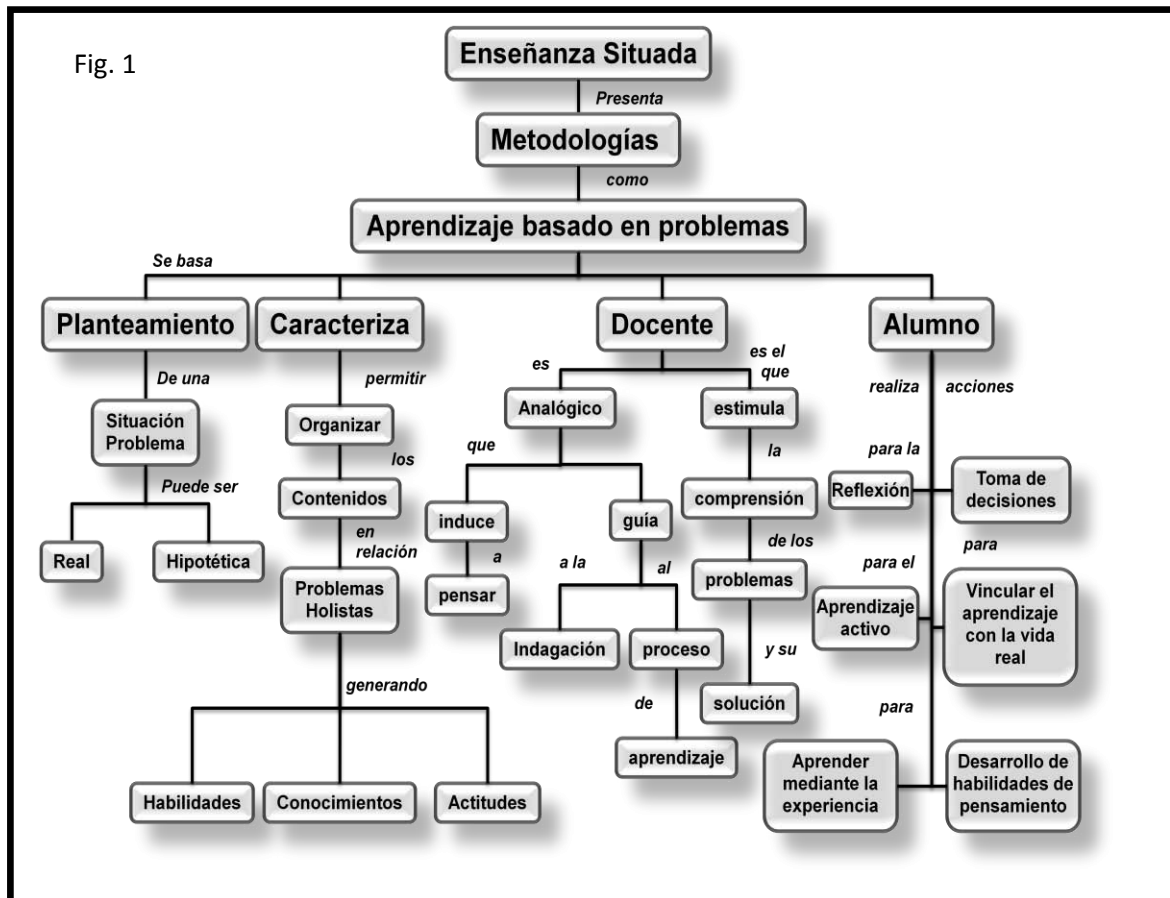 Fig. 1
Enseñanza Situada
Presenta
Metodologías
como
Aprendizaje basado en problemas
Se basa
Planteamiento
Caracteriza
Docente
Alumno
De una
permitir
es
es el
que
realiza
acciones
Situación
Problema
Organizar
Analógico
estimula
los
que
la
para la
Puede ser
Contenidos
Reflexión
Toma de
decisiones
comprensión
induce
guía
en
relación
a
a la
al
de los
para el
para
Real
Hipotética
Problemas
Holistas
pensar
problemas
Aprendizaje
activo
Vincular el
aprendizaje
con la vida
real
Indagación
proceso
y su
generando
de
solución
para
aprendizaje
Aprender
mediante la
experiencia
Desarrollo de
habilidades de
pensamiento
Habilidades
Conocimientos
Actitudes